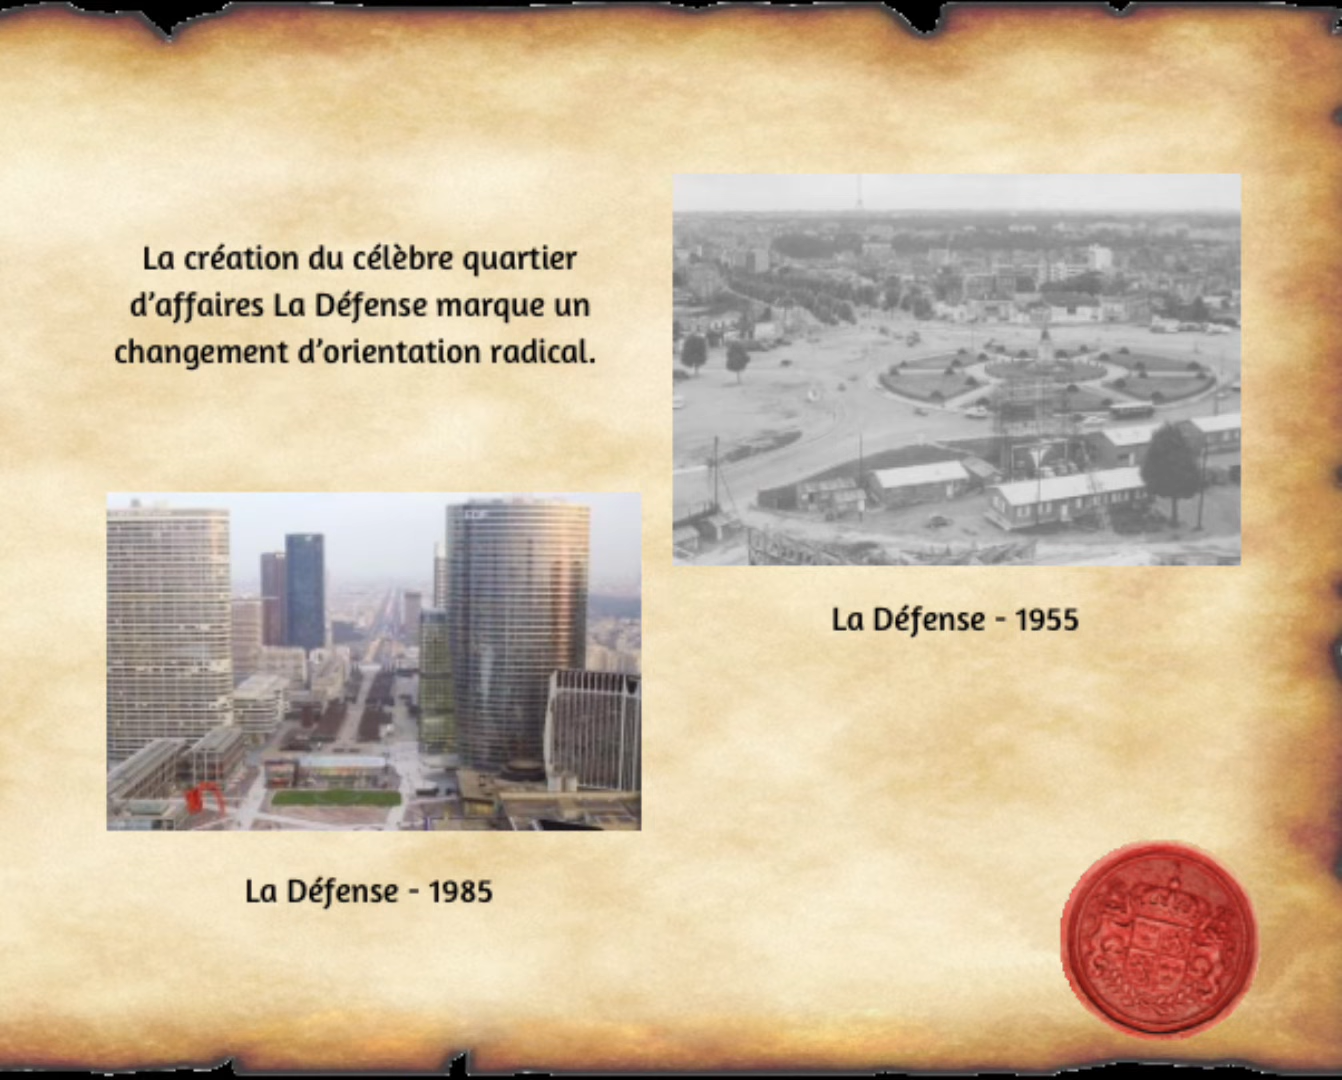 La création du célèbre quartier
d'affaires La Défense marque un
changement d'orientation radical.
La Défense - 1955
La Défense - 1985